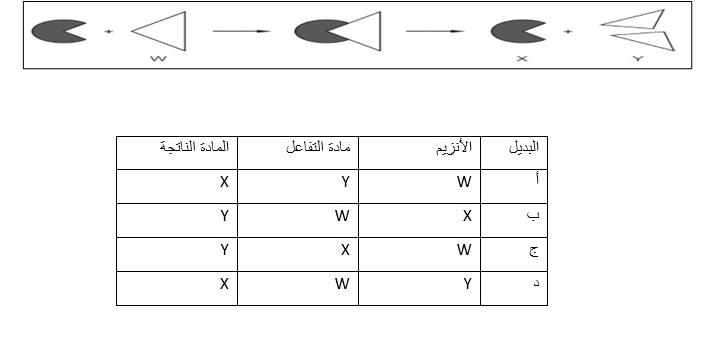 + +
W X Y
البديل الأنزيم مادة التفاعل المادة الناتجة
أ W Y X
ب X W Y
ج W X Y
د Y W X